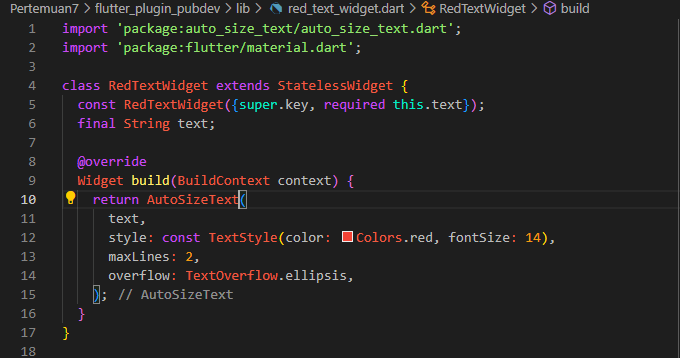 Pertemuan7 > flutter_plugin_pubdev > lib > red_text_widget.dart > RedTextWidget > build
1 import 'package:auto_size_text/auto_size_text.dart';
2 import 'package:flutter/material.dart';
3
4 class RedTextWidget extends StatelessWidget {
5   const RedTextWidget({super.key, required this.text});
6   final String text;
7
8   @override
9   Widget build(BuildContext context) {
10     return AutoSizeText(
11       text,
12       style: const TextStyle(color: Colors.red, fontSize: 14),
13       maxLines: 2,
14       overflow: TextOverflow.ellipsis,
15     ); // AutoSizeText
16   }
17 }
18